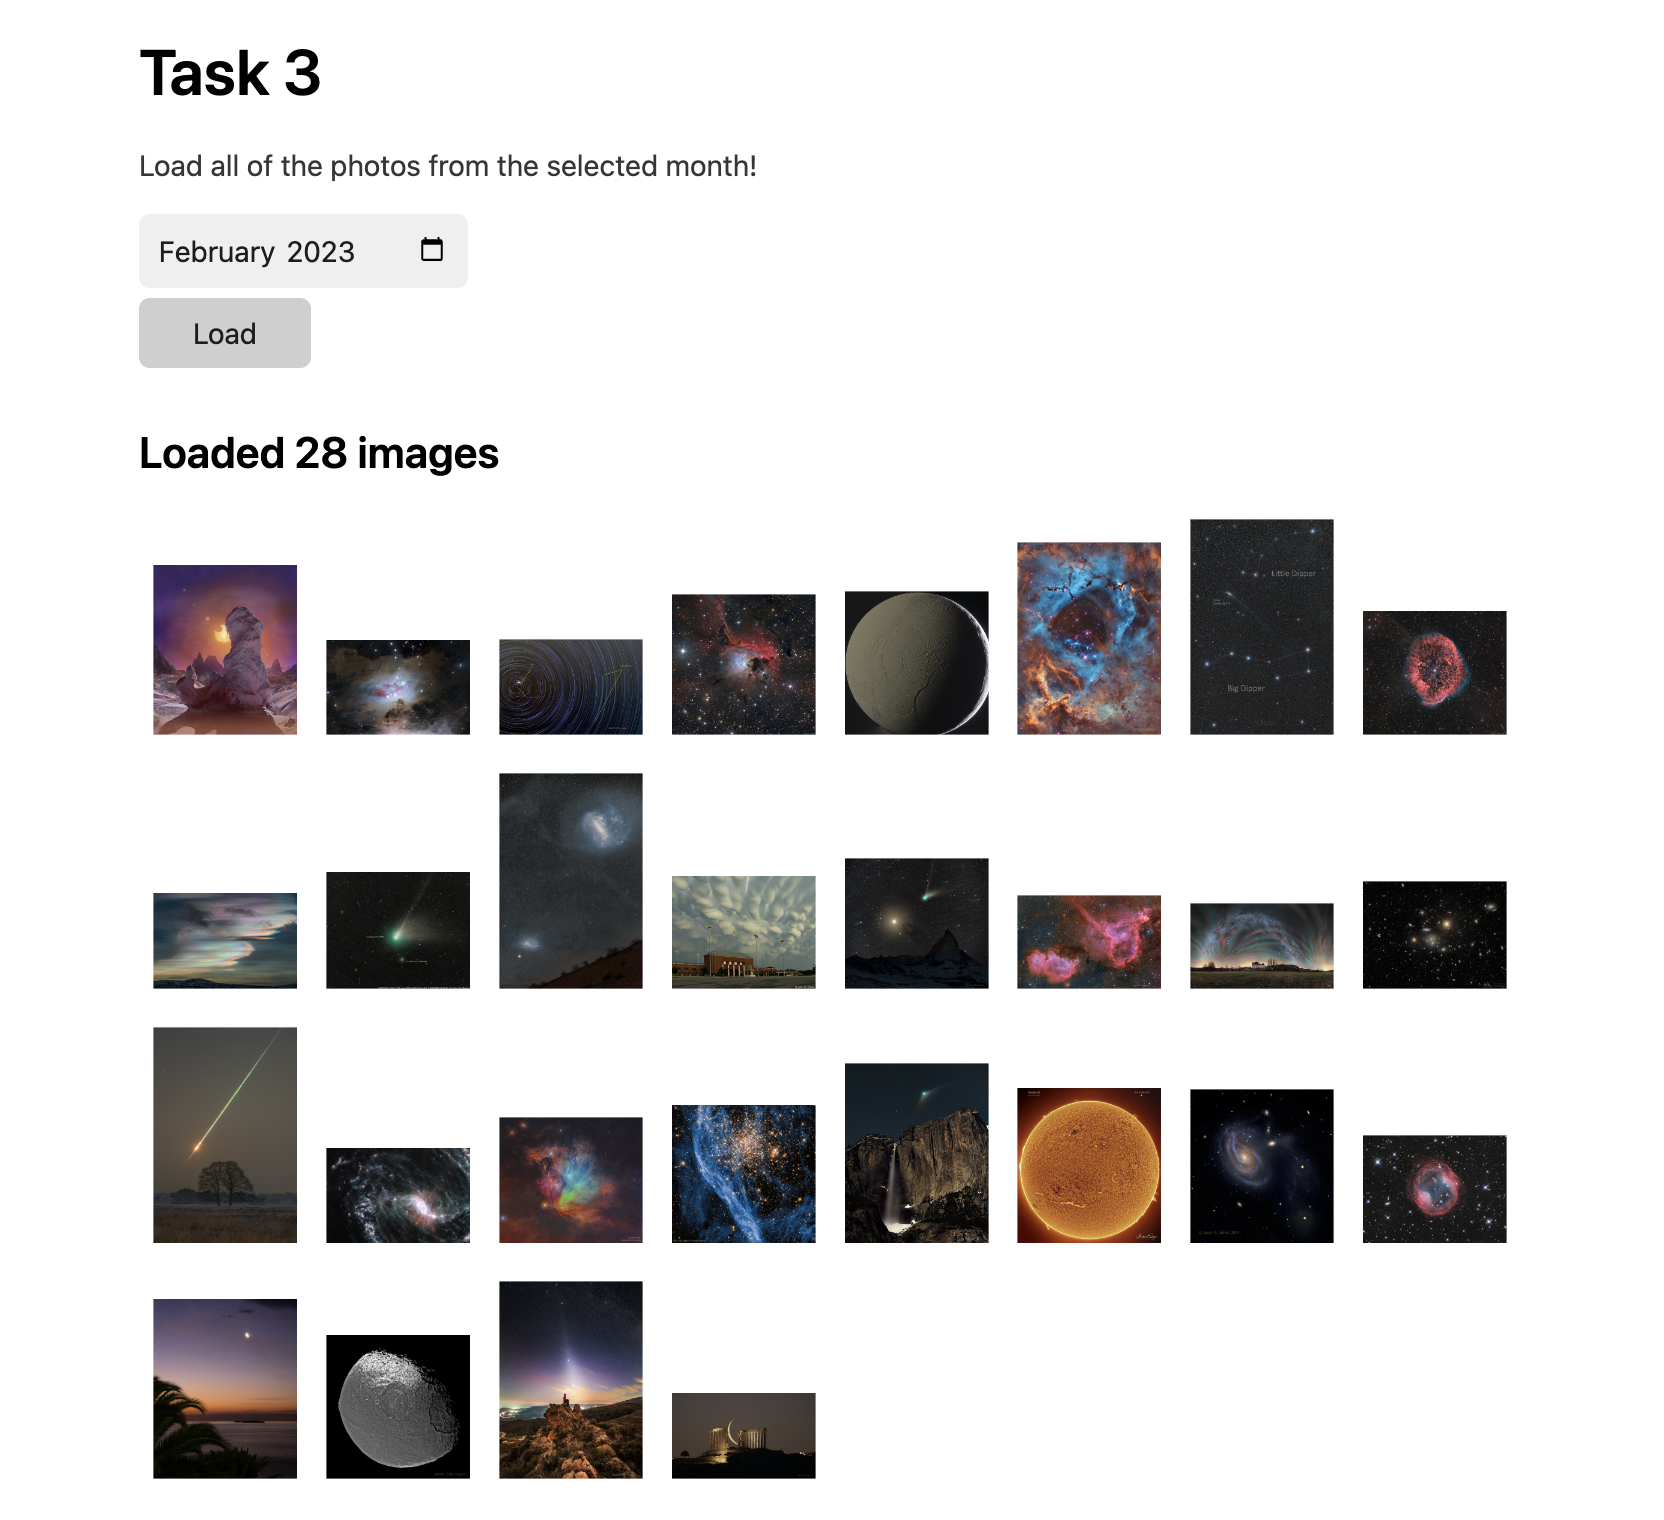 Task 3
Load all of the photos from the selected month!
February 2023
Load
Loaded 28 images
Little Dipper
Big Dipper